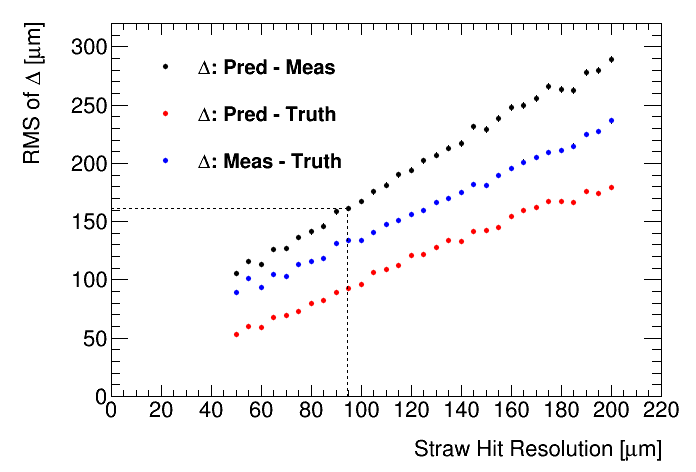 RMS of Δ [μm]
300
250
200
150
100
50
0
Δ: Pred - Meas
Δ: Pred - Truth
Δ: Meas - Truth
0 20 40 60 80 100 120 140 160 180 200 220
Straw Hit Resolution [μm]